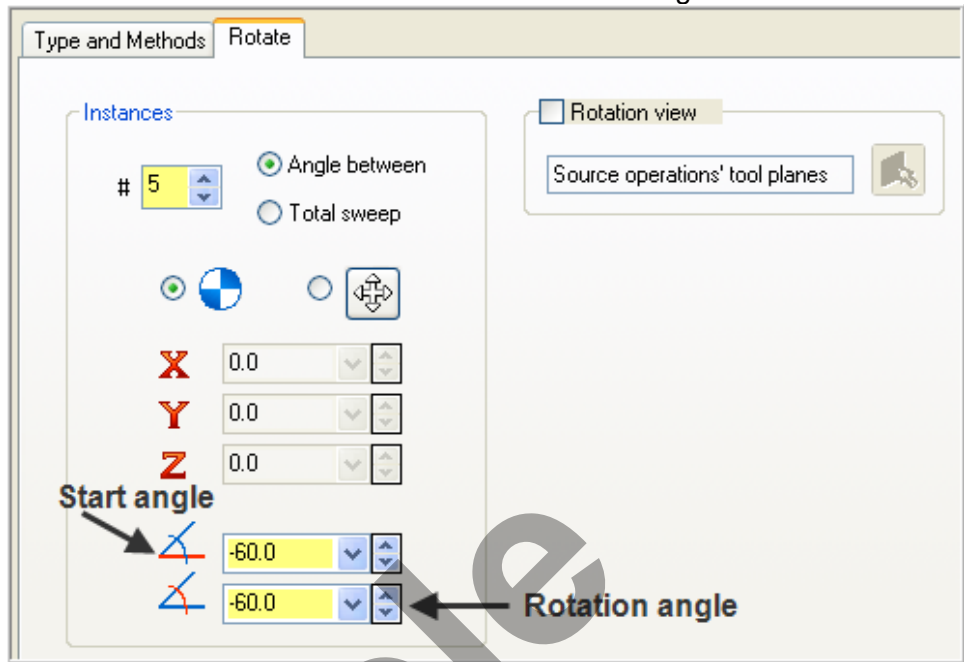 Type and Methods Rotate
Instances
Rotation view
# 5
Angle between
Total sweep
Source operations' tool planes
X 0.0
Y 0.0
Z 0.0
Start angle
-60.0
-60.0
Rotation angle